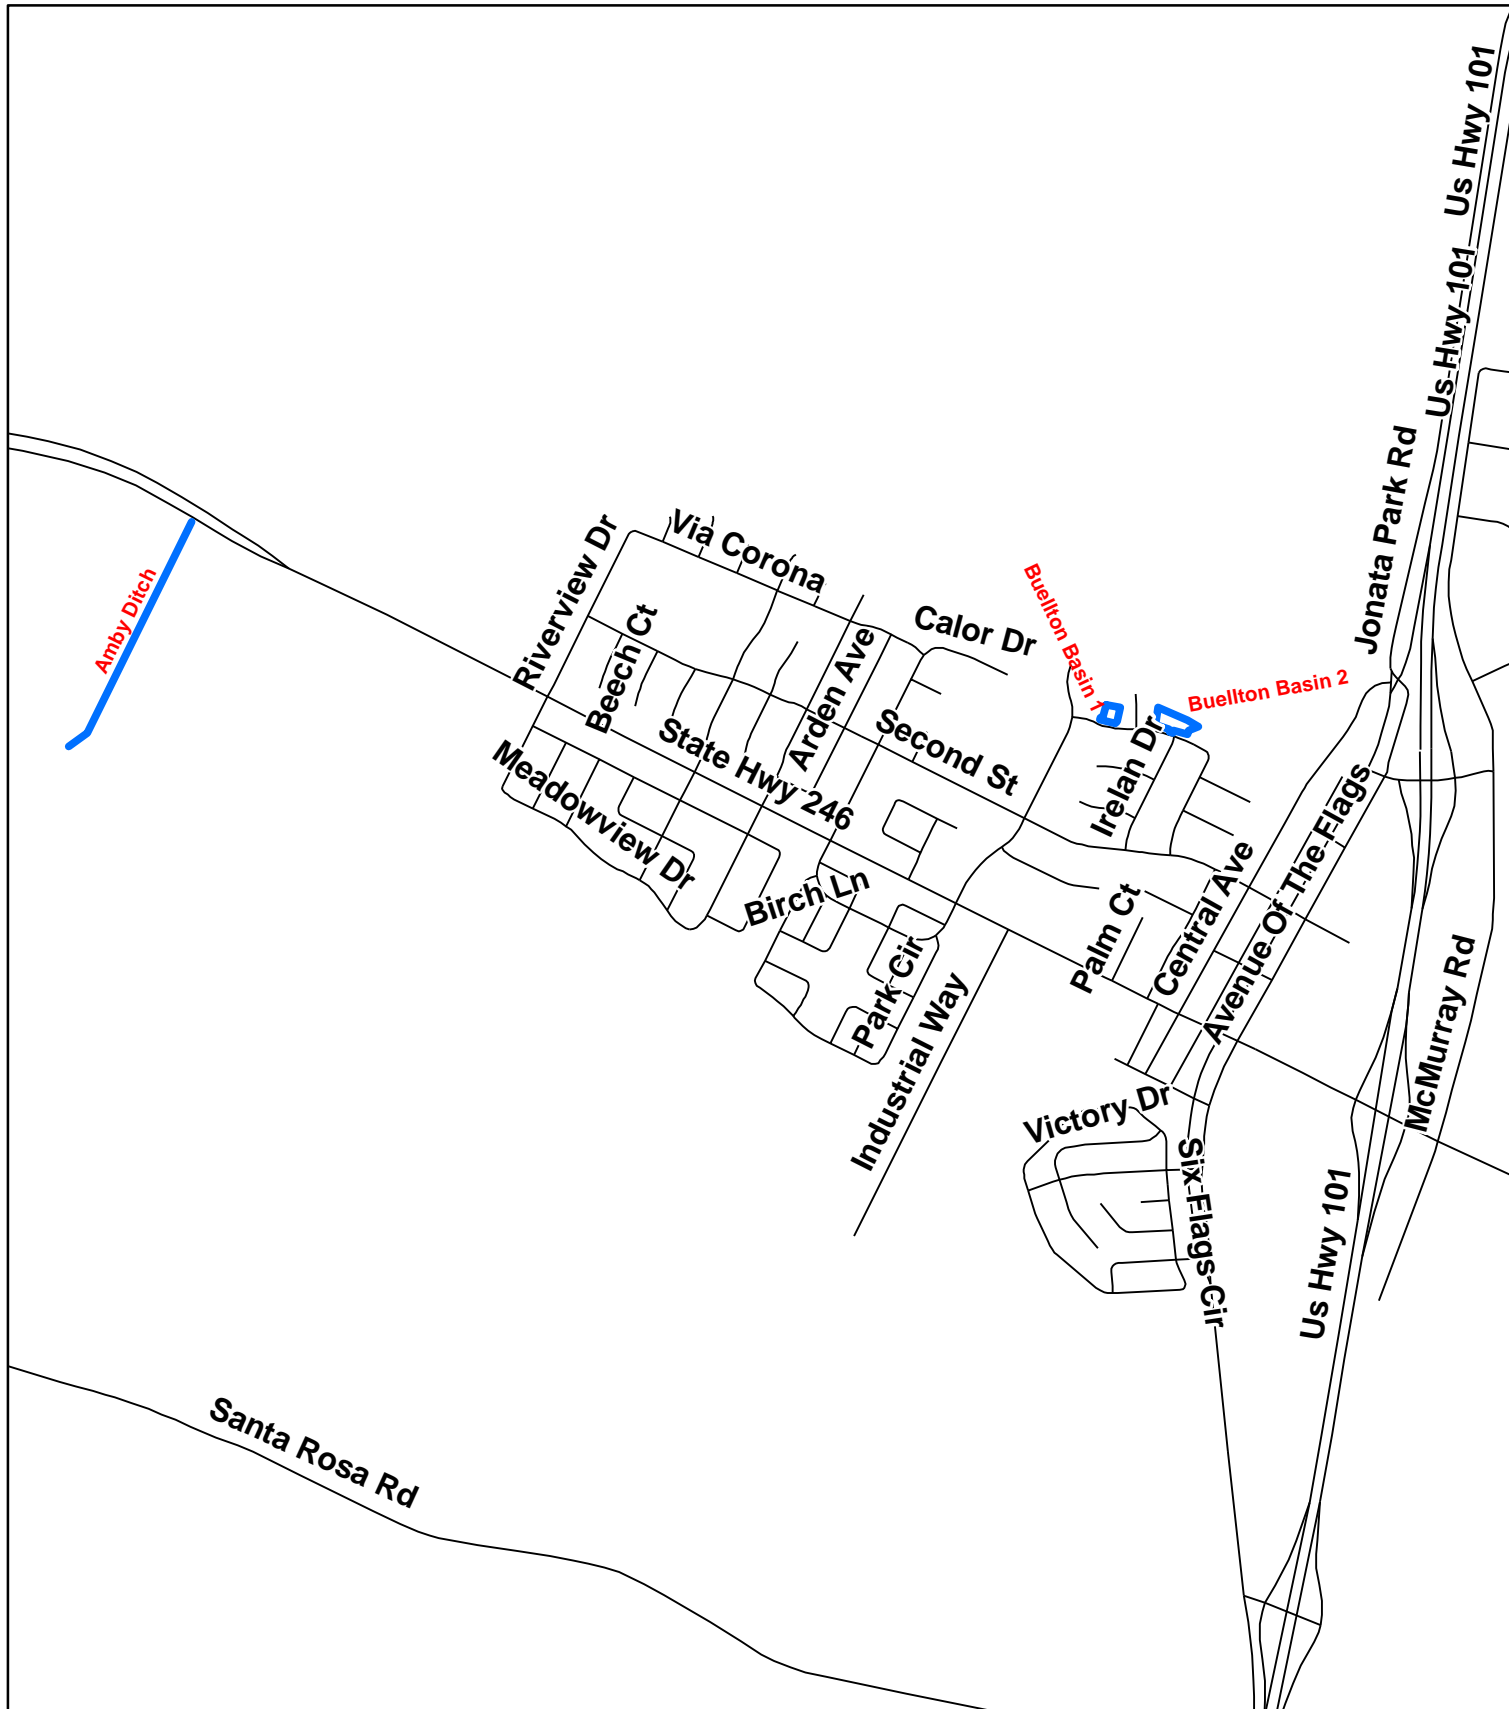 Us Hwy 101
Us Hwy 101
Jonata Park Rd
Via Corona
Riverview Dr
Amby Ditch
Buellton Basin 1
Calor Dr
Beech Ct
Arden Ave
Buellton Basin 2
Second St
State Hwy 246
Irelan Dr
Meadowview Dr
Avenue Of The Flags
Birch Ln
Central Ave
Palm Ct
Park Cir
Industrial Way
McMurray Rd
Victory Dr
Six Flags Cir
Us Hwy 101
Santa Rosa Rd